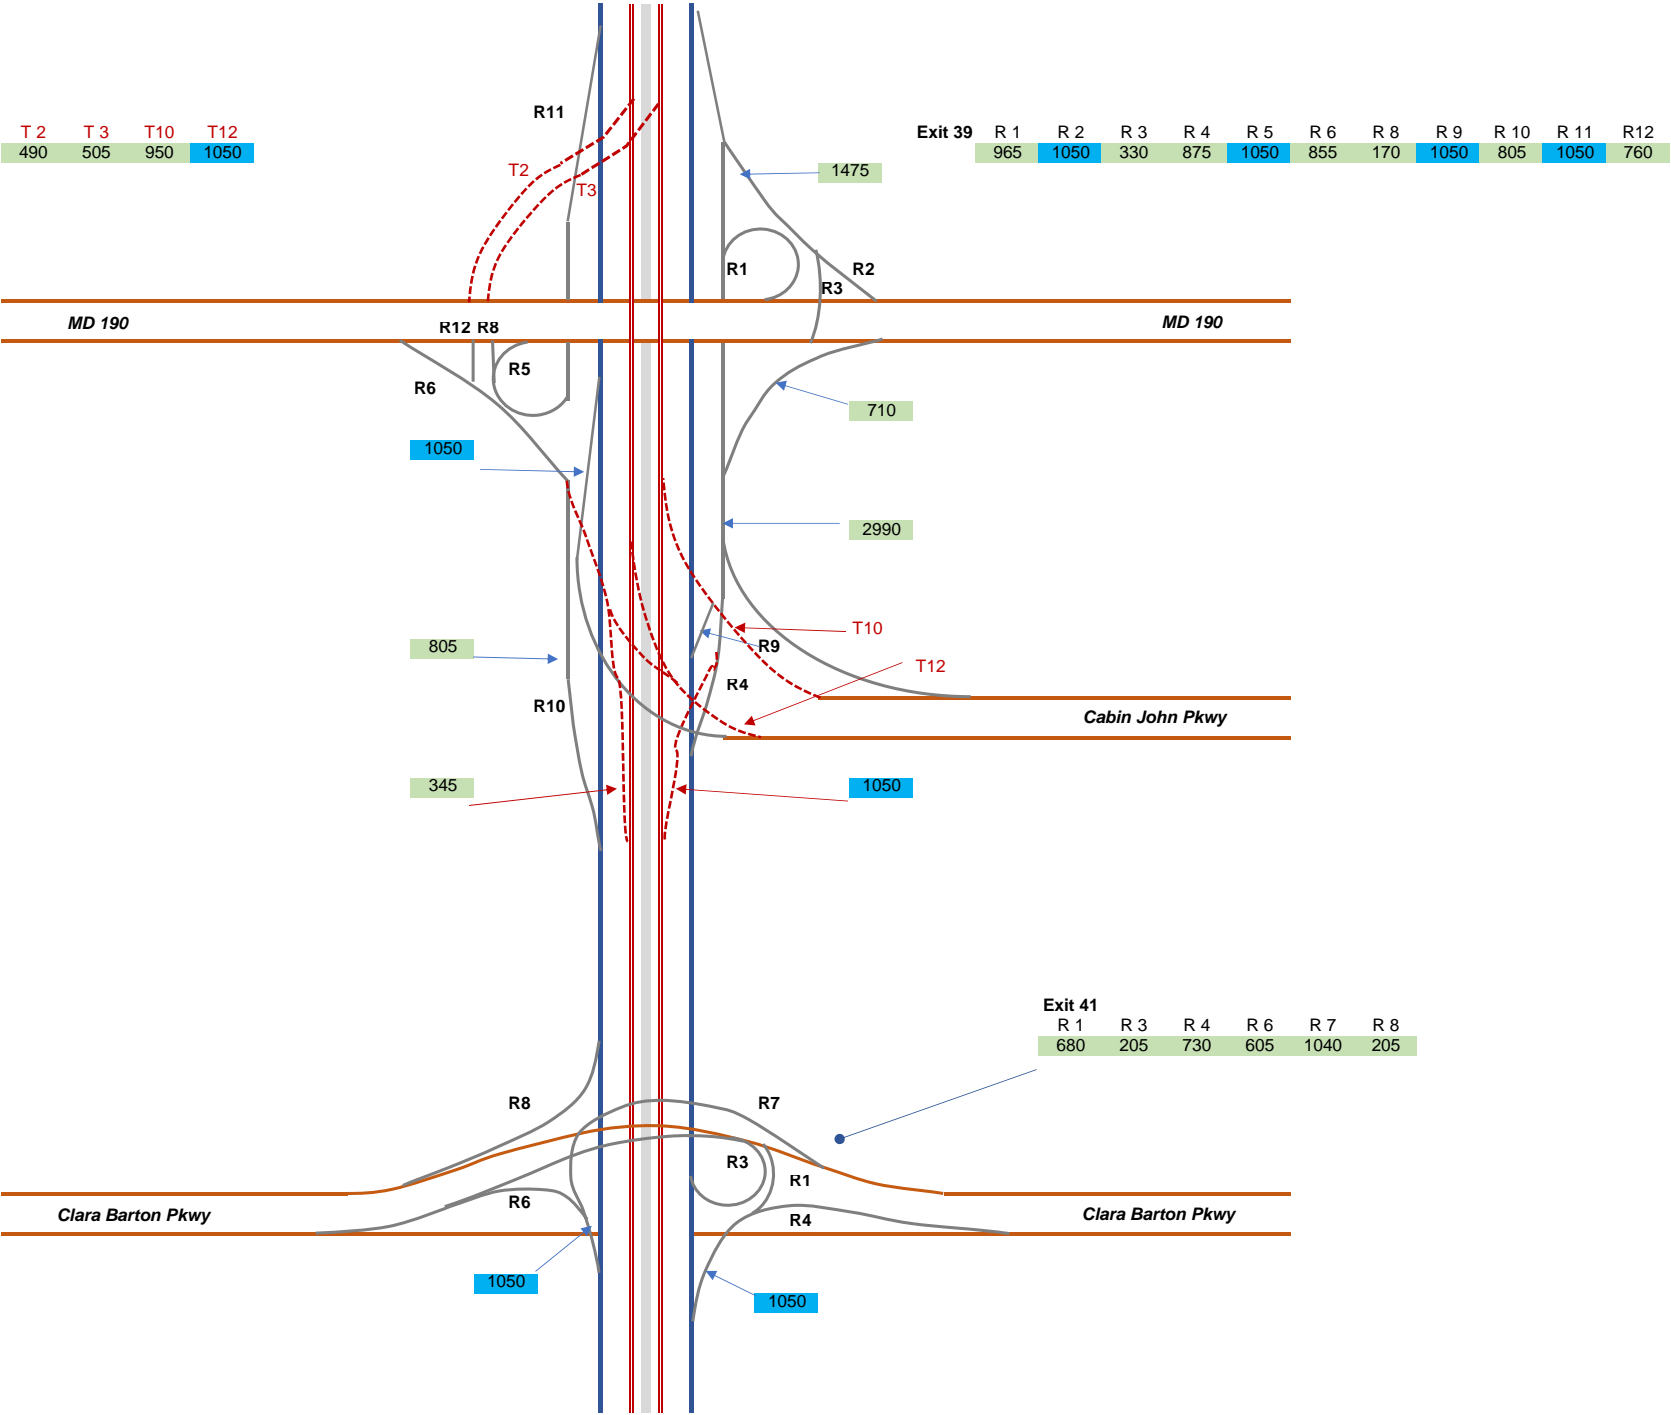 R11
T 2 T 3 T10 T12
490 505 950 1050
Exit 39 R 1 R 2 R 3 R 4 R 5 R 6 R 8 R 9 R 10 R 11 R12
965 1050 330 875 1050 855 170 1050 805 1050 760
T2
1475
T3
R1
R2
R3
MD 190
R12 R8
MD 190
R5
R6
710
1050
2990
T10
805
R9
T12
R4
R10
Cabin John Pkwy
345
1050
Exit 41
R 1 R 3 R 4 R 6 R 7 R 8
680 205 730 605 1040 205
R8
R7
R3
R1
R6
Clara Barton Pkwy
R4
Clara Barton Pkwy
1050
1050